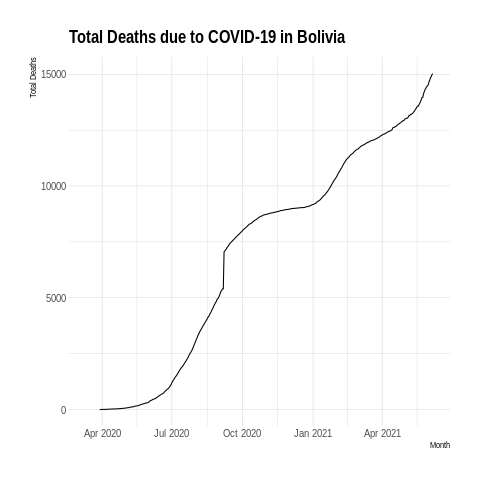 Total Deaths due to COVID-19 in Bolivia
Total Deaths
15000
10000
5000
0
Apr 2020 Jul 2020 Oct 2020 Jan 2021 Apr 2021
Month